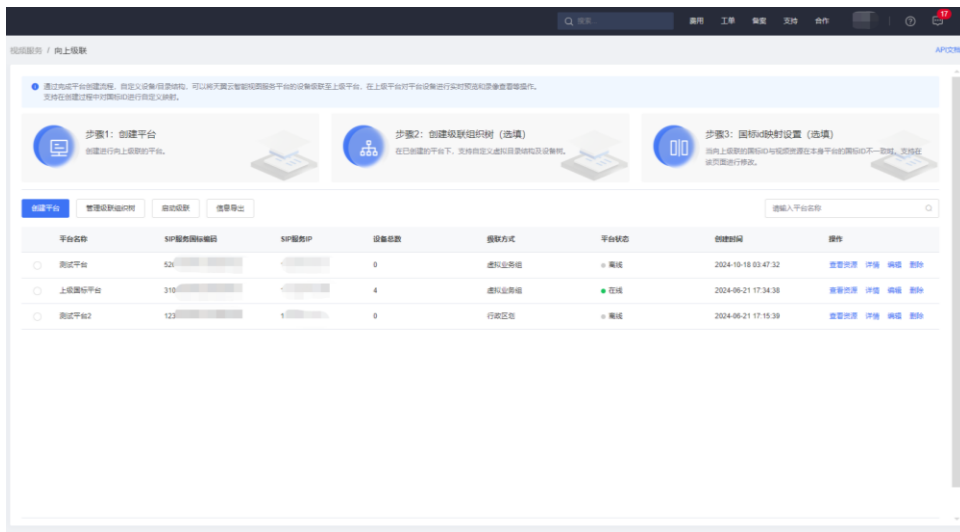 搜索
费用 工单 备案 支持 合作
17
视频服务 / 向上级联
API文档
通过完成平台创建流程、自定义设备/目录结构，可以将天翼云智能视图服务平台的设备级联至上级平台，在上级平台对平台设备进行实时预览和录像查看等操作。
支持在创建过程中对国标ID进行自定义映射。
步骤1：创建平台
创建进行向上级联的平台。
步骤2：创建级联组织树（选填）
在已创建的平台下，支持自定义虚拟目录结构及设备树。
步骤3：国标id映射设置（选填）
当向上级联的国标ID与视频资源在本身平台的国标ID不一致时，支持在
该页面进行修改。
创建平台 管理级联组织树 启动级联 信息导出
请输入平台名称
平台名称 SIP服务国标编码 SIP服务IP 设备总数 级联方式 平台状态 创建时间 操作
测试平台 0 虚拟业务组 离线 2024-10-18 03:47:32 查看资源 详情 编辑 删除
上级国标平台 310 4 虚拟业务组 在线 2024-06-21 17:34:38 查看资源 详情 编辑 删除
测试平台2 123 0 行政区划 离线 2024-06-21 17:15:39 查看资源 详情 编辑 删除